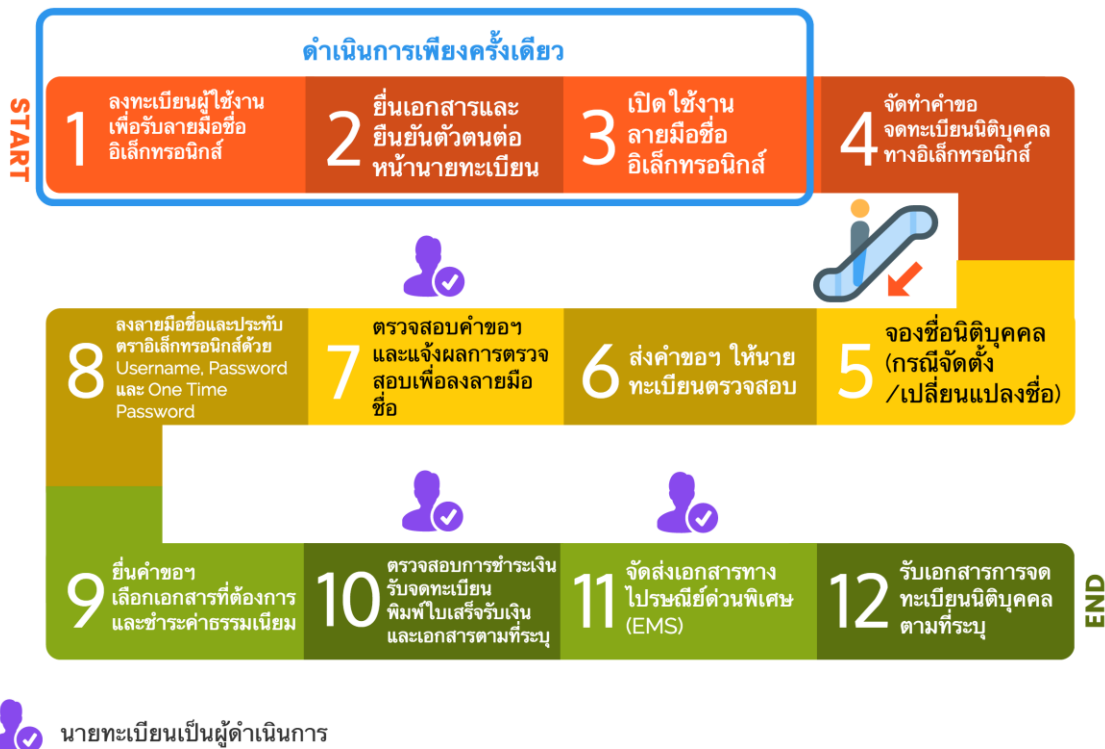 ดำเนินการเพียงครั้งเดียว
START
1
ลงทะเบียนผู้ใช้งาน
เพื่อรับลายมือชื่อ
อิเล็กทรอนิกส์
2
ยื่นเอกสารและ
ยืนยันตัวตนต่อ
หน้านายทะเบียน
3
เปิดใช้งาน
ลายมือชื่อ
อิเล็กทรอนิกส์
4
จัดทำคำขอ
จดทะเบียนนิติบุคคล
ทางอิเล็กทรอนิกส์
5
จองชื่อนิติบุคคล
(กรณีจัดตั้ง
/เปลี่ยนแปลงชื่อ)
6
ส่งคำขอฯ ให้นาย
ทะเบียนตรวจสอบ
7
ตรวจสอบคำขอฯ
และแจ้งผลการตรวจ
สอบเพื่อลงลายมือ
ชื่อ
8
ลงลายมือชื่อและประทับ
ตราอิเล็กทรอนิกส์ด้วย
Username, Password
และ One Time
Password
9
ยื่นคำขอฯ
เลือกเอกสารที่ต้องการ
และชำระค่าธรรมเนียม
10
ตรวจสอบการชำระเงิน
รับจดทะเบียน
พิมพ์ใบเสร็จรับเงิน
และเอกสารตามที่ระบุ
11
จัดส่งเอกสารทาง
ไปรษณีย์ด่วนพิเศษ
(EMS)
12
รับเอกสารการจด
ทะเบียนนิติบุคคล
ตามที่ระบุ
END
นายทะเบียนเป็นผู้ดำเนินการ